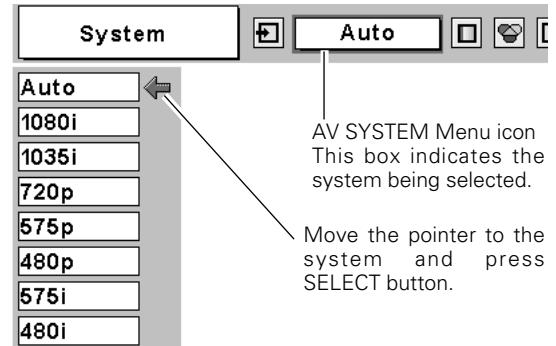 System
Auto
Auto
1080i
1035i
720p
575p
480p
575i
480i
AV SYSTEM Menu icon
This box indicates the
system being selected.
Move the pointer to the
system and press
SELECT button.